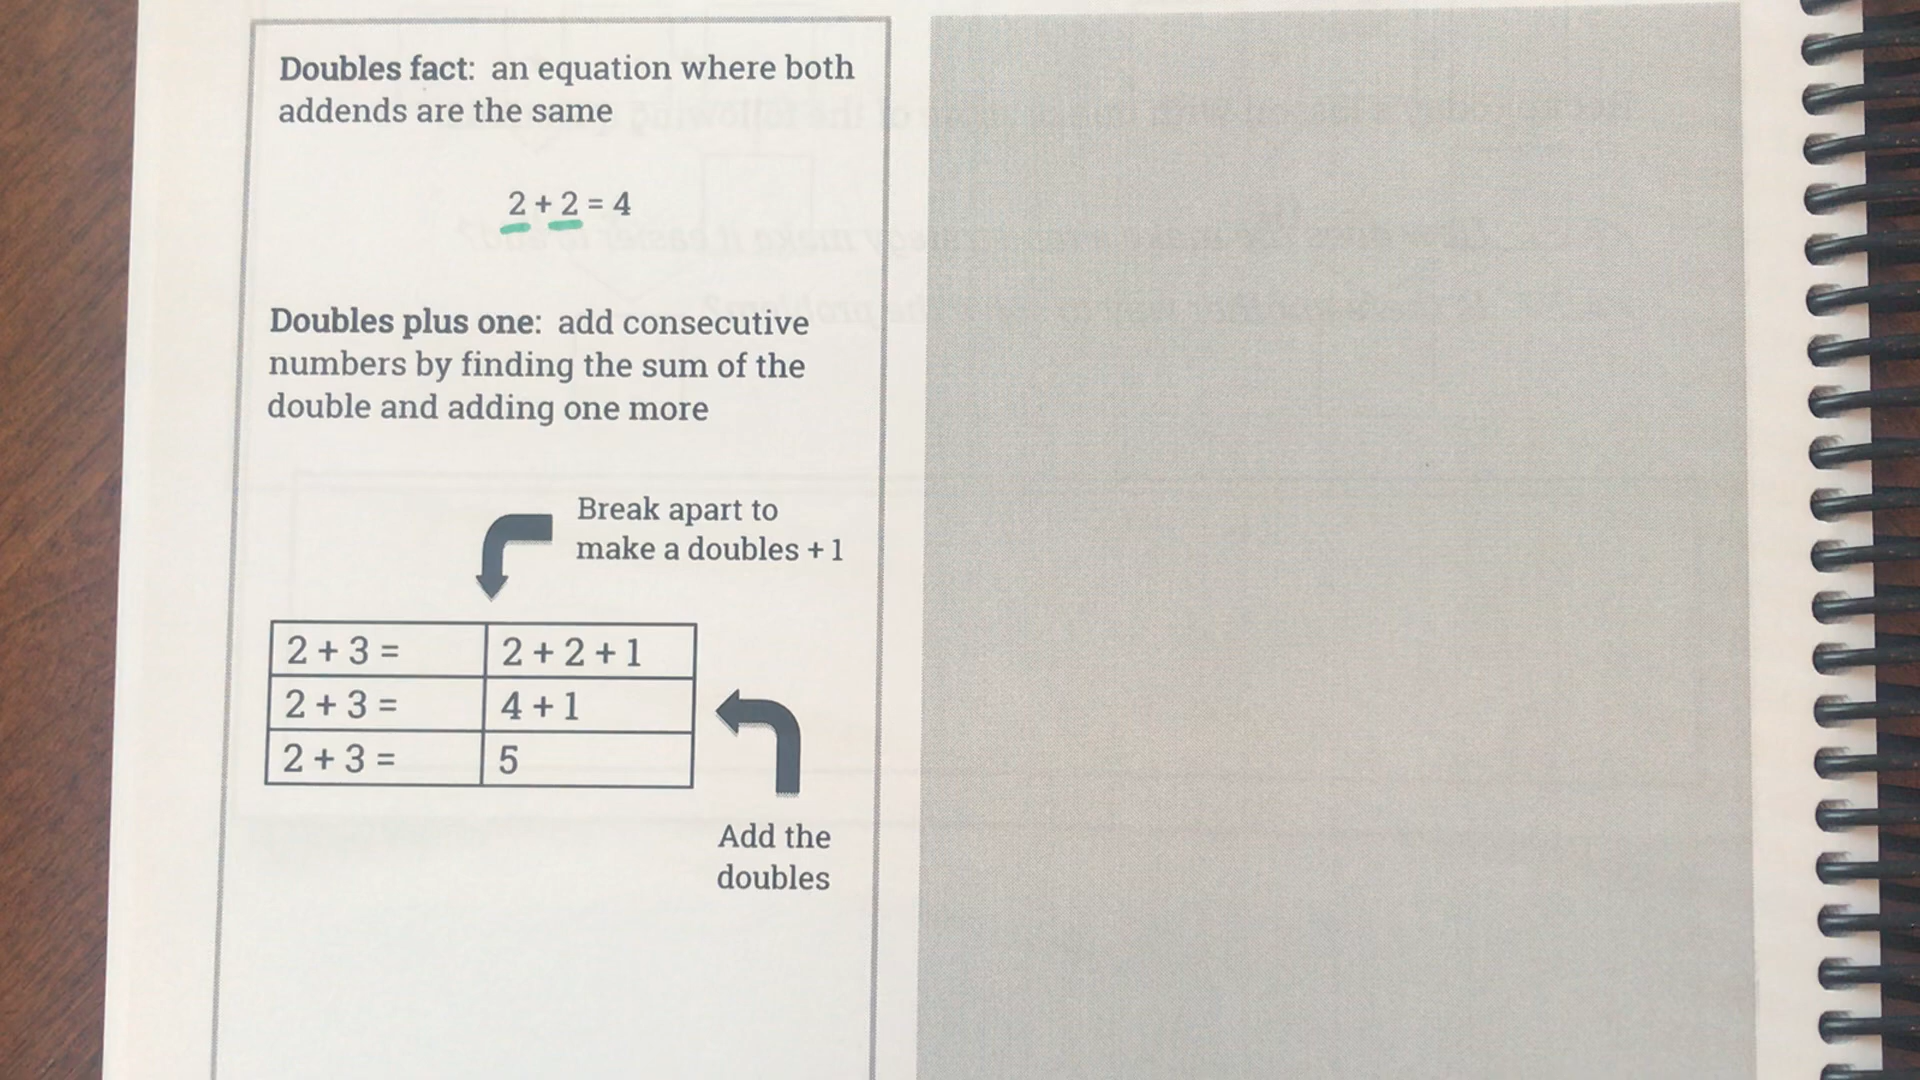 Doubles fact: an equation where both
addends are the same
2 + 2 = 4
Doubles plus one: add consecutive
numbers by finding the sum of the
double and adding one more
Break apart to
make a doubles + 1
2 + 3 = 2 + 2 + 1
2 + 3 = 4 + 1
2 + 3 = 5
Add the
doubles